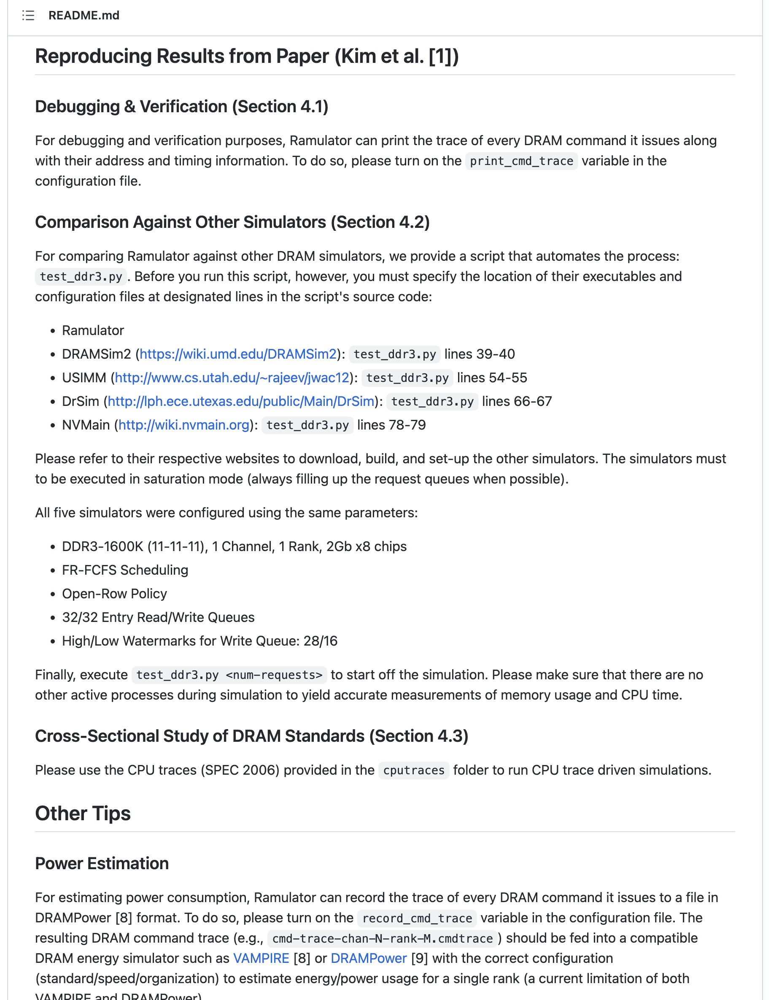 README.md
Reproducing Results from Paper (Kim et al. [1])
Debugging & Verification (Section 4.1)
For debugging and verification purposes, Ramulator can print the trace of every DRAM command it issues along
with their address and timing information. To do so, please turn on the print_cmd_trace variable in the
configuration file.
Comparison Against Other Simulators (Section 4.2)
For comparing Ramulator against other DRAM simulators, we provide a script that automates the process:
test_ddr3.py . Before you run this script, however, you must specify the location of their executables and
configuration files at designated lines in the script's source code:
• Ramulator
• DRAMSim2 (https://wiki.umd.edu/DRAMSim2): test_ddr3.py lines 39-40
• USIMM (http://www.cs.utah.edu/~rajeev/jwac12): test_ddr3.py lines 54-55
• DrSim (http://lph.ece.utexas.edu/public/Main/DrSim): test_ddr3.py lines 66-67
• NVMain (http://wiki.nvmain.org): test_ddr3.py lines 78-79
Please refer to their respective websites to download, build, and set-up the other simulators. The simulators must
to be executed in saturation mode (always filling up the request queues when possible).
All five simulators were configured using the same parameters:
• DDR3-1600K (11-11-11), 1 Channel, 1 Rank, 2Gb x8 chips
• FR-FCFS Scheduling
• Open-Row Policy
• 32/32 Entry Read/Write Queues
• High/Low Watermarks for Write Queue: 28/16
Finally, execute test_ddr3.py <num-requests> to start off the simulation. Please make sure that there are no
other active processes during simulation to yield accurate measurements of memory usage and CPU time.
Cross-Sectional Study of DRAM Standards (Section 4.3)
Please use the CPU traces (SPEC 2006) provided in the cputraces folder to run CPU trace driven simulations.
Other Tips
Power Estimation
For estimating power consumption, Ramulator can record the trace of every DRAM command it issues to a file in
DRAMPower [8] format. To do so, please turn on the record_cmd_trace variable in the configuration file. The
resulting DRAM command trace (e.g., cmd-trace-chan-N-rank-M.cmdtrace ) should be fed into a compatible
DRAM energy simulator such as VAMPIRE [8] or DRAMPower [9] with the correct configuration
(standard/speed/organization) to estimate energy/power usage for a single rank (a current limitation of both
VAMPIRE and DRAMPower)